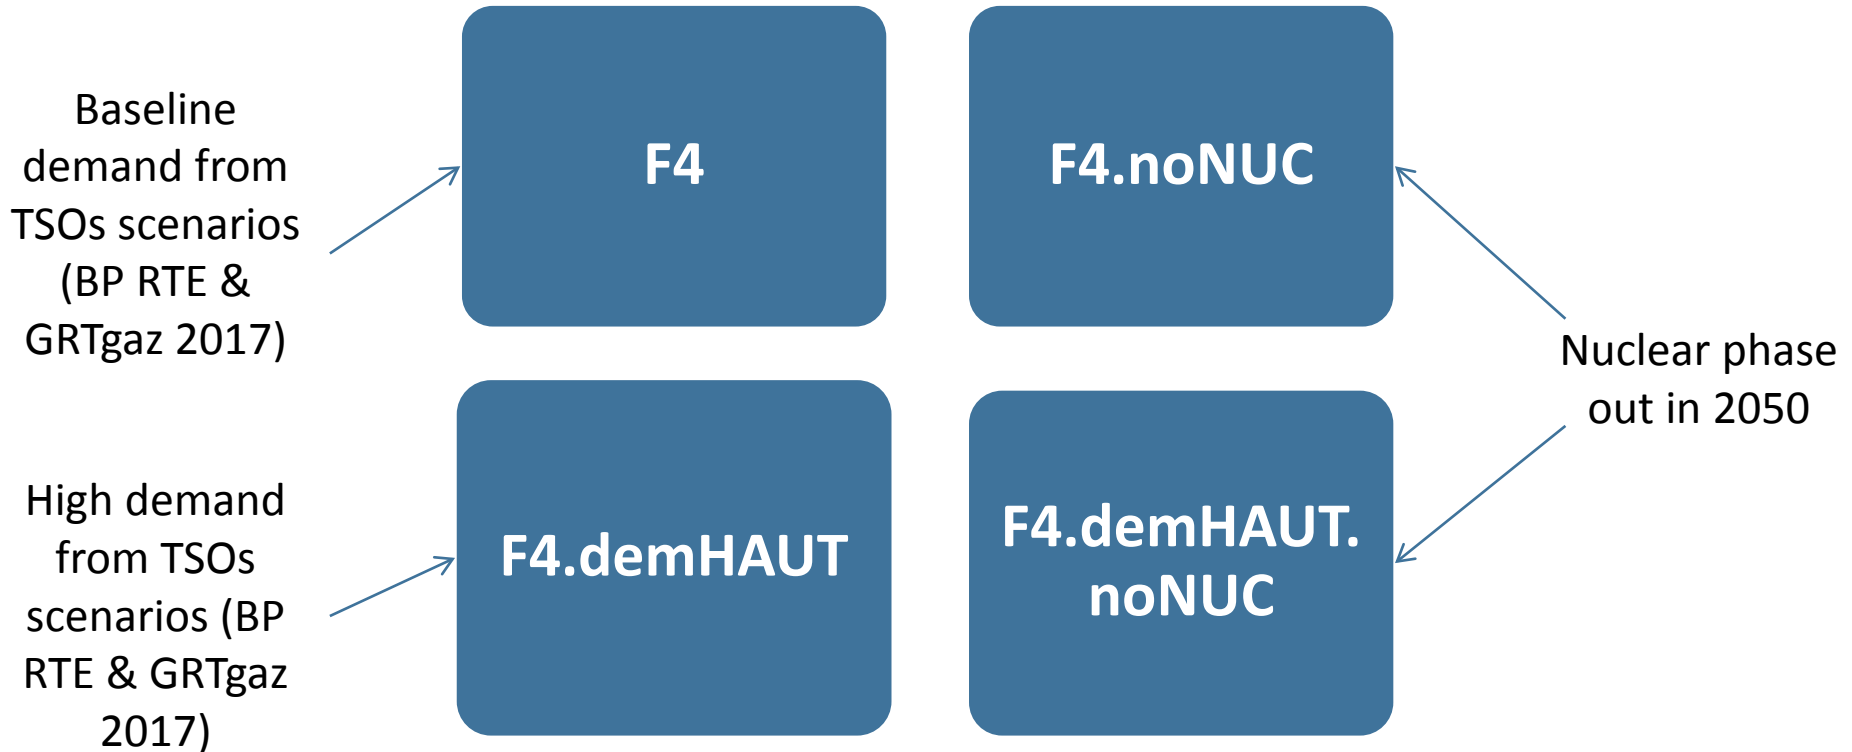 Baseline
demand from
TSOs scenarios
(BP RTE &
GRTgaz 2017)
F4
F4.noNUC
Nuclear phase
out in 2050
High demand
from TSOs
scenarios (BP
RTE & GRTgaz
2017)
F4.demHAUT
F4.demHAUT.
noNUC